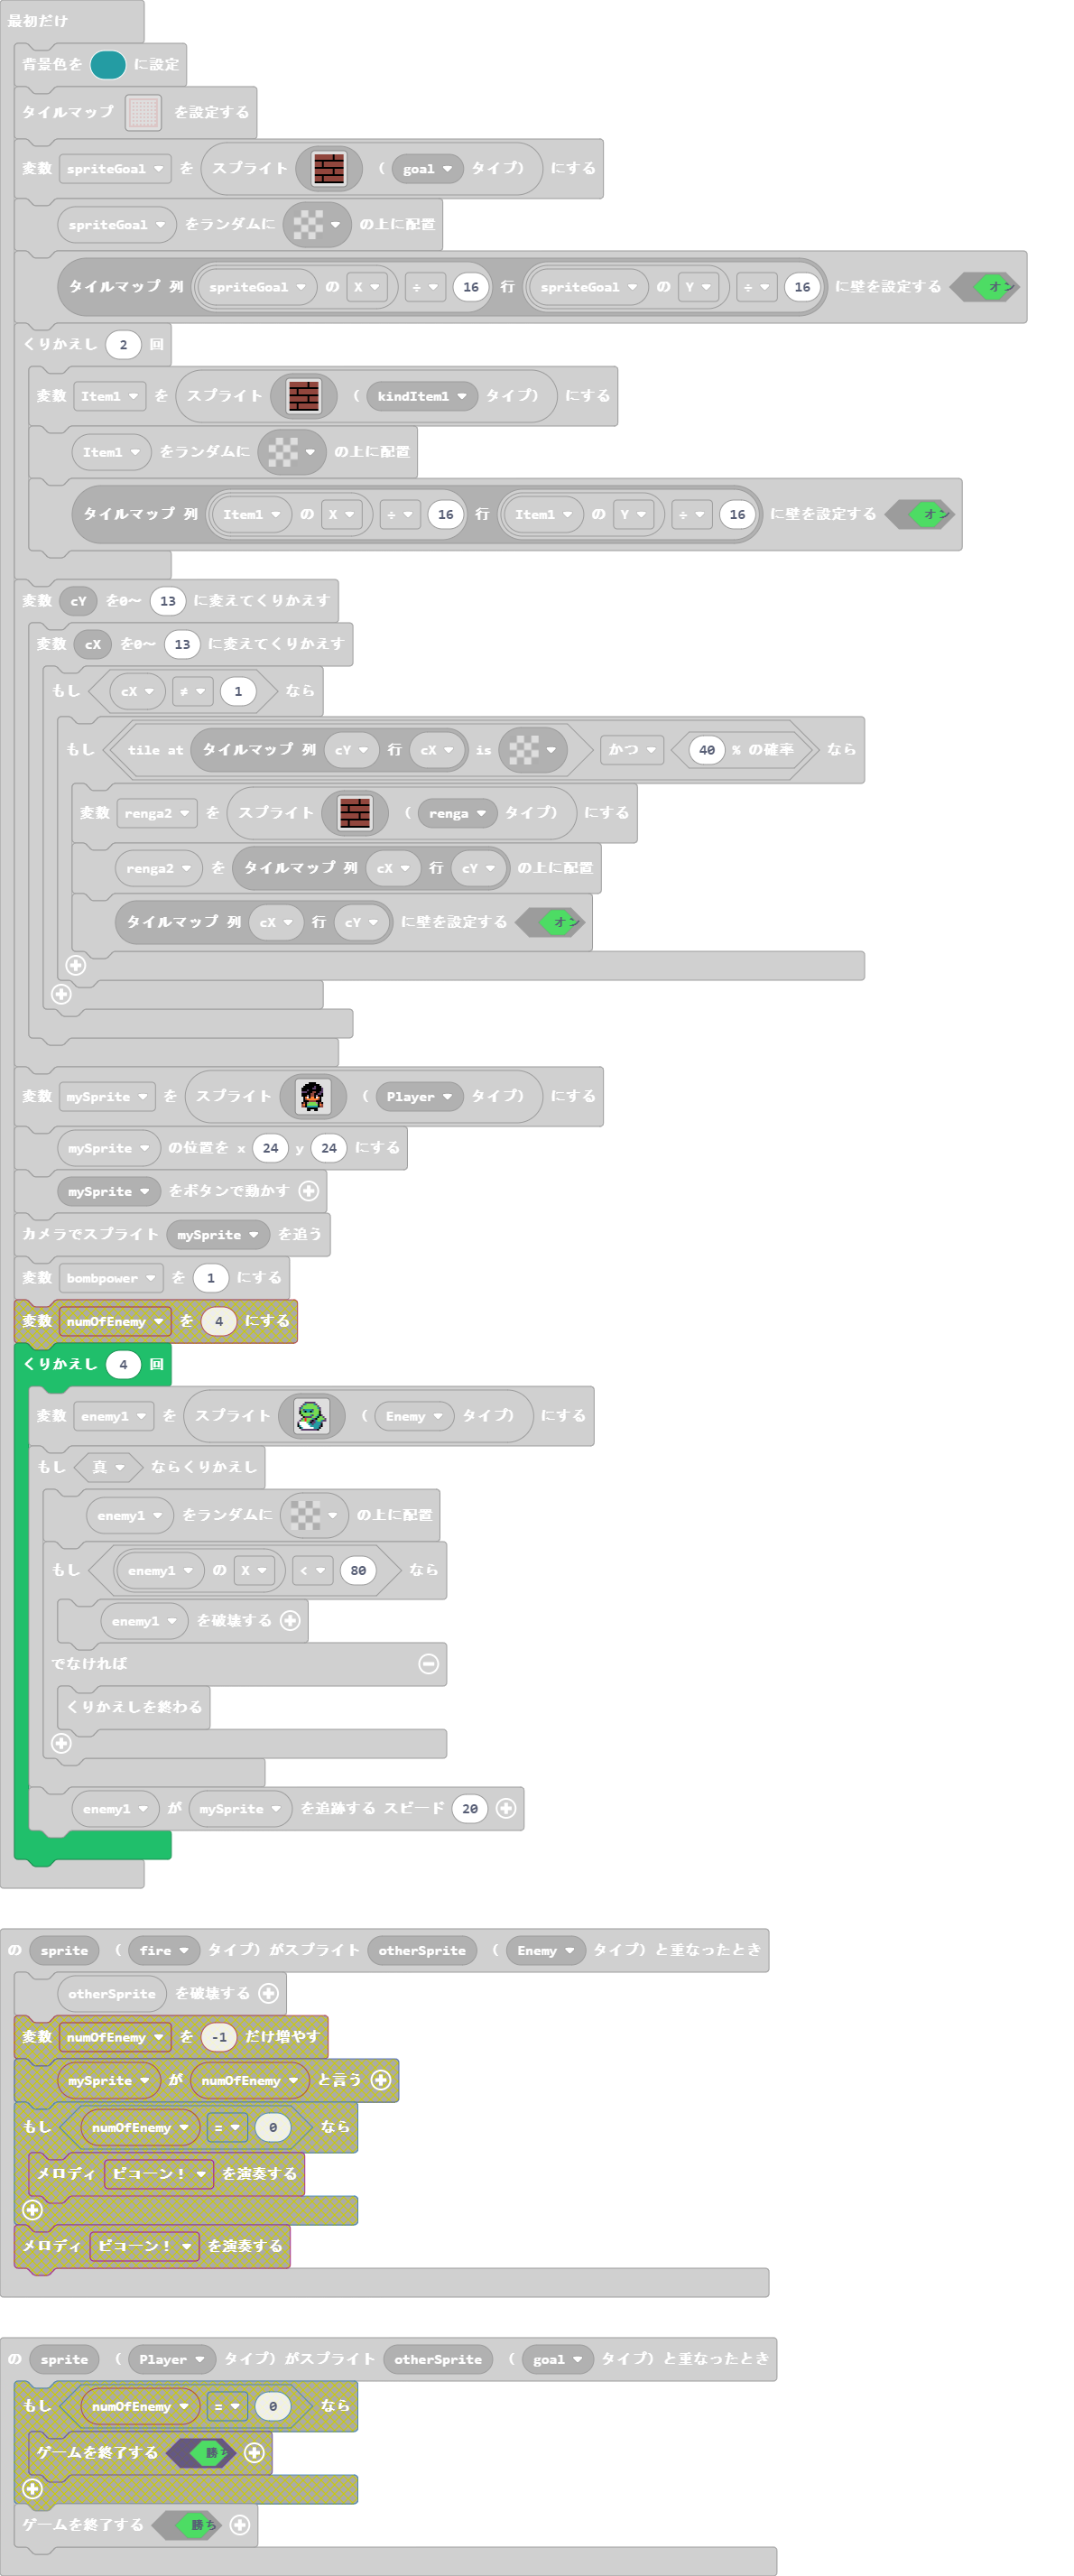 最初だけ
背景色を に設定
タイルマップ を設定する
変数 spriteGoal を スプライト ( goal タイプ) にする
spriteGoal をランダムに の上に配置
タイルマップ 列 spriteGoal の X ÷ 16 行 spriteGoal の Y ÷ 16 に壁を設定する オン
くりかえし 2 回
変数 Item1 を スプライト ( kindItem1 タイプ) にする
Item1 をランダムに の上に配置
タイルマップ 列 Item1 の X ÷ 16 行 Item1 の Y ÷ 16 に壁を設定する オン
変数 cY を0～ 13 に変えてくりかえす
変数 cX を0～ 13 に変えてくりかえす
もし cX ≠ 1 なら
もし tile at タイルマップ 列 cY 行 cX is かつ 40 % の確率 なら
変数 renga2 を スプライト ( renga タイプ) にする
renga2 を タイルマップ 列 cX 行 cY の上に配置
タイルマップ 列 cX 行 cY に壁を設定する オン
変数 mySprite を スプライト ( Player タイプ) にする
mySprite の位置を x 24 y 24 にする
mySprite をボタンで動かす
カメラでスプライト mySprite を追う
変数 bombpower を 1 にする
変数 numOfEnemy を 4 にする
くりかえし 4 回
変数 enemy1 を スプライト ( Enemy タイプ) にする
もし 真 ならくりかえし
enemy1 をランダムに の上に配置
もし enemy1 の X < 80 なら
enemy1 を破壊する
でなければ
くりかえしを終わる
enemy1 が mySprite を追跡する スピード 20
の sprite ( fire タイプ) がスプライト otherSprite ( Enemy タイプ) と重なったとき
otherSprite を破壊する
変数 numOfEnemy を -1 だけ増やす
mySprite が numOfEnemy と言う
もし numOfEnemy = 0 なら
メロディ ピコーン！ を演奏する
メロディ ピコーン！ を演奏する
の sprite ( Player タイプ) がスプライト otherSprite ( goal タイプ) と重なったとき
もし numOfEnemy = 0 なら
ゲームを終了する 勝ち
ゲームを終了する 勝ち